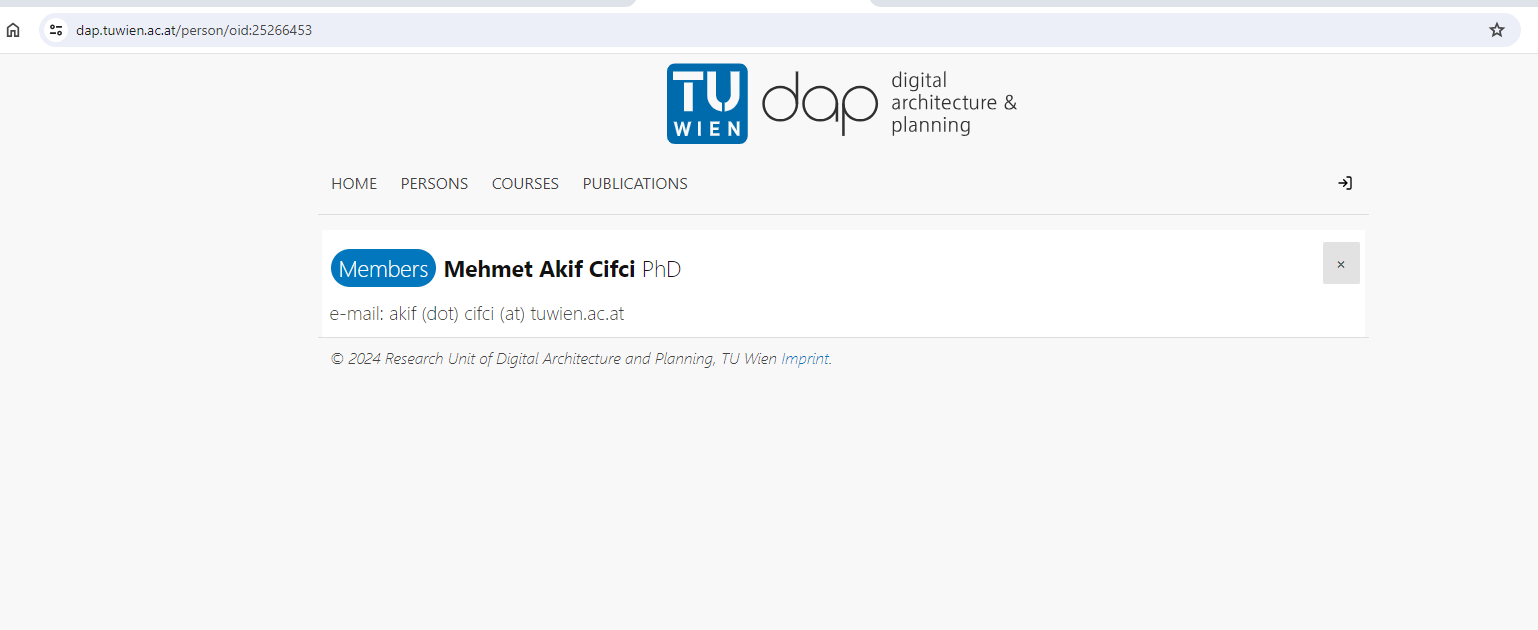 dap.tuwien.ac.at/person/oid:25266453
TU
WIEN
dap
digital
architecture &
planning
HOME PERSONS COURSES PUBLICATIONS
Members Mehmet Akif Cifci PhD
×
e-mail: akif (dot) cifci (at) tuwien.ac.at
© 2024 Research Unit of Digital Architecture and Planning, TU Wien Imprint.